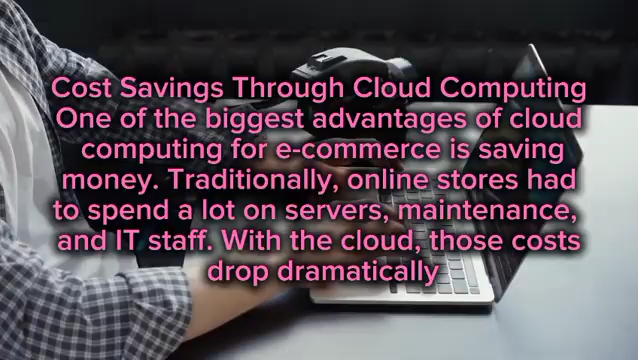 Cost Savings Through Cloud Computing
One of the biggest advantages of cloud
computing for e-commerce is saving
money. Traditionally, online stores had
to spend a lot on servers, maintenance,
and IT staff. With the cloud, those costs
drop dramatically